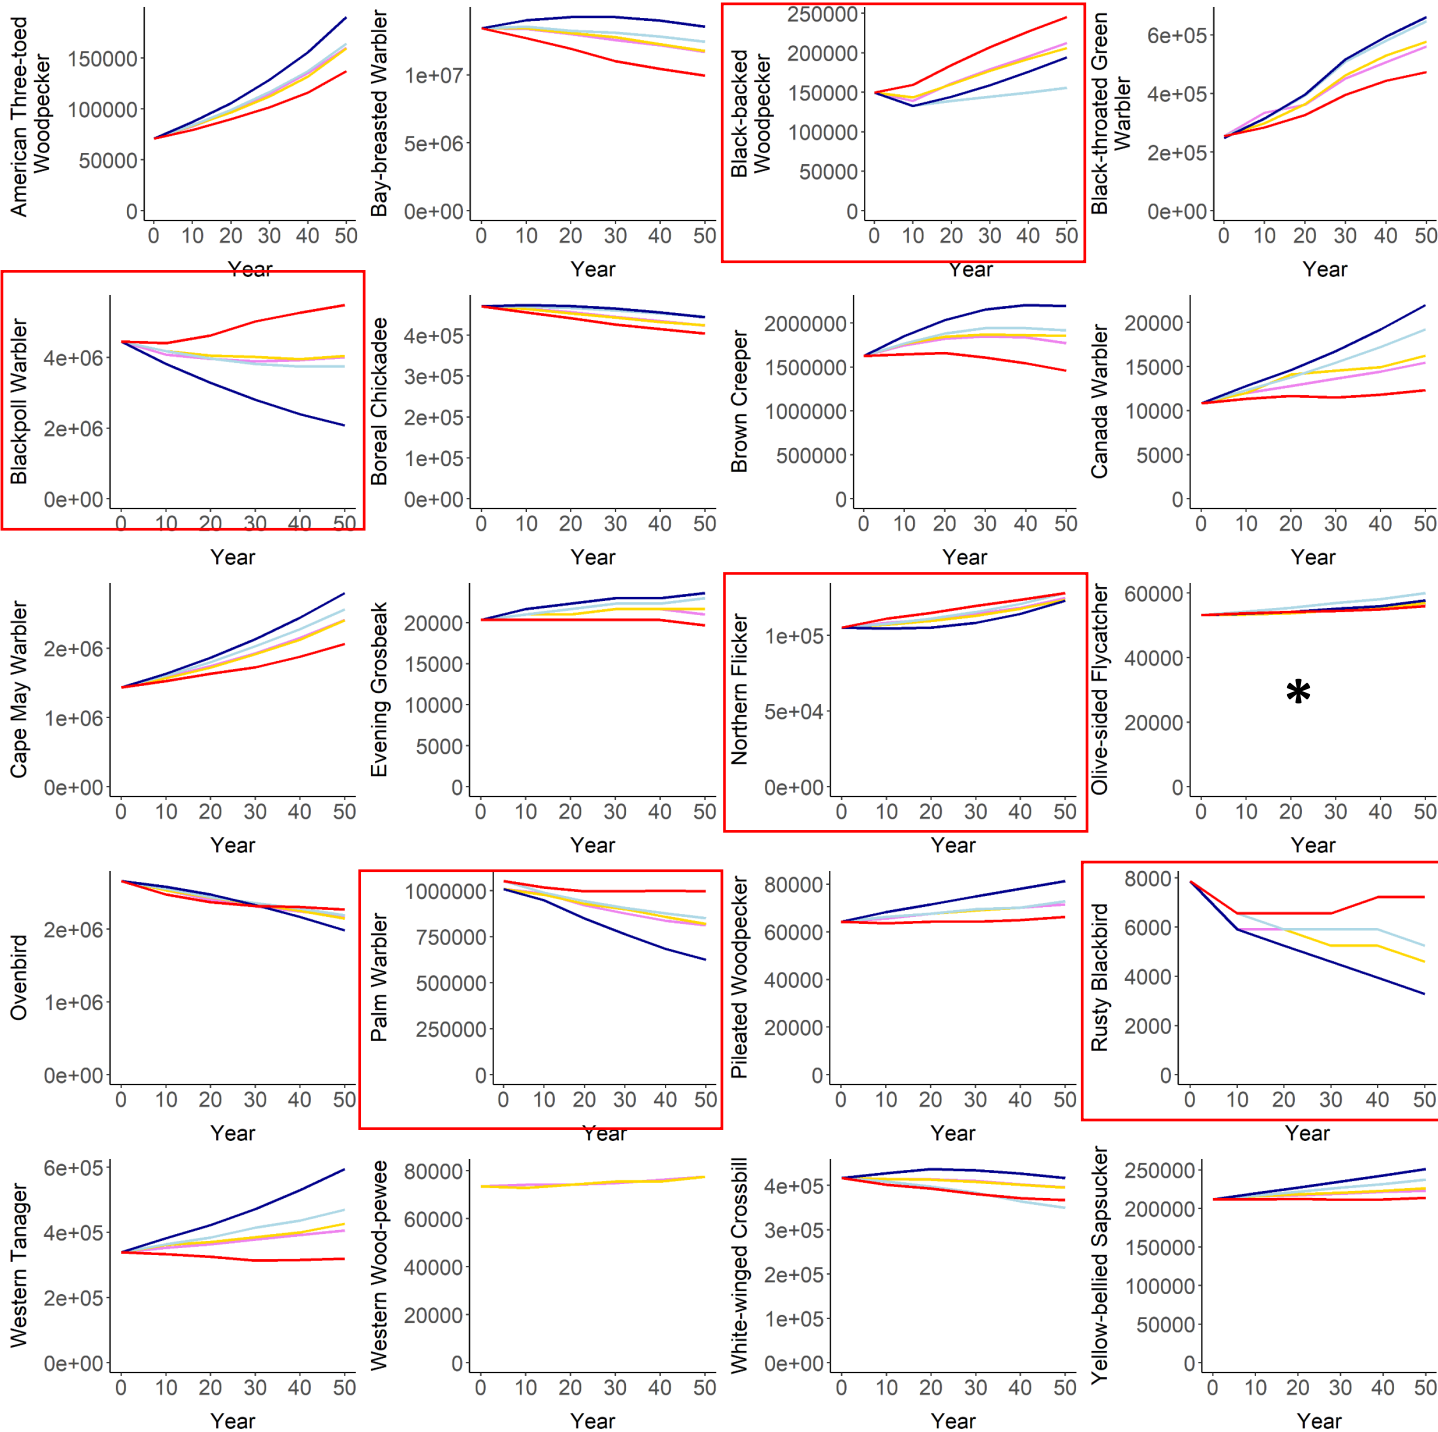 American Three-toed
Woodpecker
150000
100000
50000
0
0 10 20 30 40 50
Year
Bay-breasted Warbler
1e+07
5e+06
0e+00
0 10 20 30 40 50
Black-backed
Woodpecker
250000
200000
150000
100000
50000
0
0 10 20 30 40 50
Year
Black-throated Green
Warbler
6e+05
4e+05
2e+05
0e+00
0 10 20 30 40 50
Year
Blackpoll Warbler
4e+06
2e+06
0e+00
0 10 20 30 40 50
Year
Boreal Chickadee
4e+05
3e+05
2e+05
1e+05
0e+00
0 10 20 30 40 50
Year
Brown Creeper
2000000
1500000
1000000
500000
0
0 10 20 30 40 50
Year
Canada Warbler
20000
15000
10000
5000
0
0 10 20 30 40 50
Year
Cape May Warbler
2e+06
1e+06
0e+00
0 10 20 30 40 50
Year
Evening Grosbeak
20000
15000
10000
5000
0
0 10 20 30 40 50
Year
Northern Flicker
1e+05
5e+04
0e+00
0 10 20 30 40 50
Year
Olive-sided Flycatcher
60000
40000
20000
0
*
0 10 20 30 40 50
Year
Ovenbird
2e+06
1e+06
0e+00
0 10 20 30 40 50
Year
Palm Warbler
1000000
750000
500000
250000
0
0 10 20 30 40 50
Year
Pileated Woodpecker
80000
60000
40000
20000
0
0 10 20 30 40 50
Year
Rusty Blackbird
8000
6000
4000
2000
0
0 10 20 30 40 50
Year
Western Tanager
6e+05
4e+05
2e+05
0e+00
0 10 20 30 40 50
Year
Western Wood-pewee
80000
60000
40000
20000
0
0 10 20 30 40 50
Year
White-winged Crossbill
4e+05
3e+05
2e+05
1e+05
0e+00
0 10 20 30 40 50
Year
Yellow-bellied Sapsucker
250000
200000
150000
100000
50000
0
0 10 20 30 40 50
Year